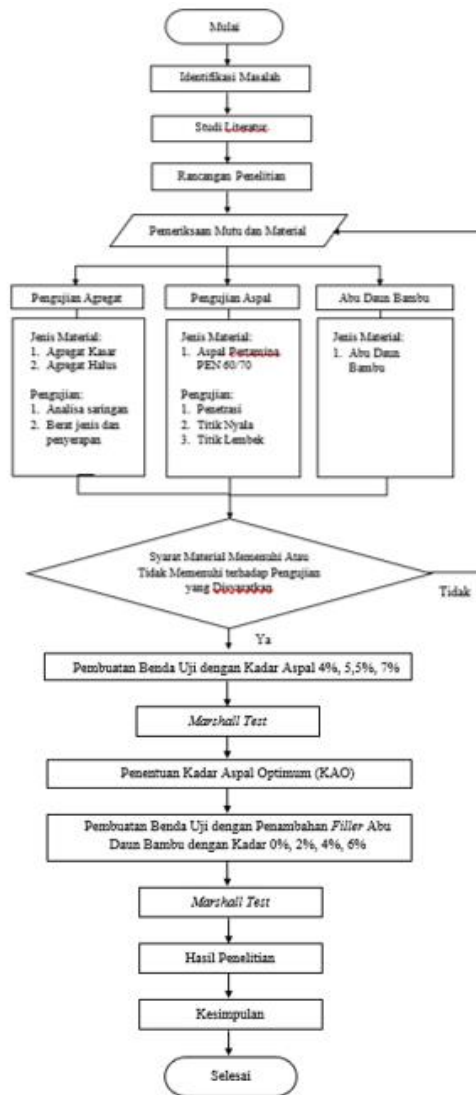 Mulai
Identifikasi Masalah
Studi Literatur
Rancangan Penelitian
Pemeriksaan Mutu dan Material
Pengujian Agregat
Jenis Material:
1. Agregat Kasar
2. Agregat Halus
Pengujian:
1. Analisa saringan
2. Berat jenis dan
penyerapan
Pengujian Aspal
Jenis Material:
1. Aspal Pertamina
PEN 60/70
Pengujian:
1. Penetrasi
2. Titik Nyala
3. Titik Lembek
Abu Daun Bambu
Jenis Material:
1. Abu Daun
Bambu
Syarat Material Memenuhi Atau
Tidak Memenuhi terhadap Pengujian
yang Disyaratkan
Tidak
Ya
Pembuatan Benda Uji dengan Kadar Aspal 4%, 5,5%, 7%
Marshall Test
Penentuan Kadar Aspal Optimum (KAO)
Pembuatan Benda Uji dengan Penambahan Filler Abu
Daun Bambu dengan Kadar 0%, 2%, 4%, 6%
Marshall Test
Hasil Penelitian
Kesimpulan
Selesai